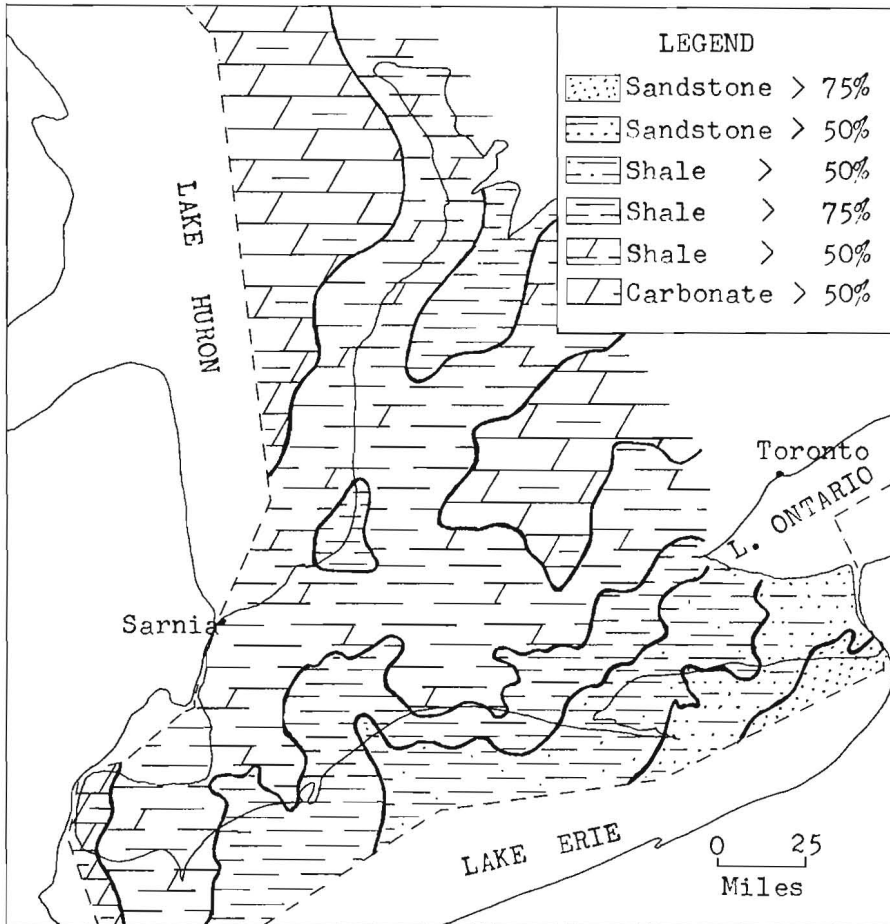 LEGEND
Sandstone > 75%
Sandstone > 50%
Shale > 50%
Shale > 75%
Shale > 50%
Carbonate > 50%
LAKE HURON
Toronto
L. ONTARIO
Sarnia
LAKE ERIE
0 25
Miles